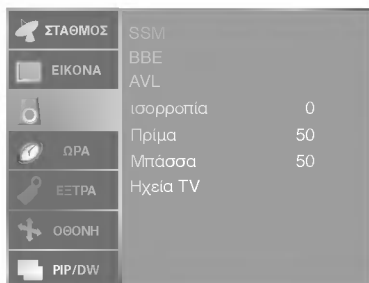 ΣΤΑΘΜΟΣ
ΕΙΚΟΝΑ
ΩΡΑ
ΕΞΤΡΑ
ΟΘΟΝΗ
PIP/DW
SSM
BBE
AVL
ισορροπία 0
Πρίμα 50
Μπάσσα 50
Ηχεία TV